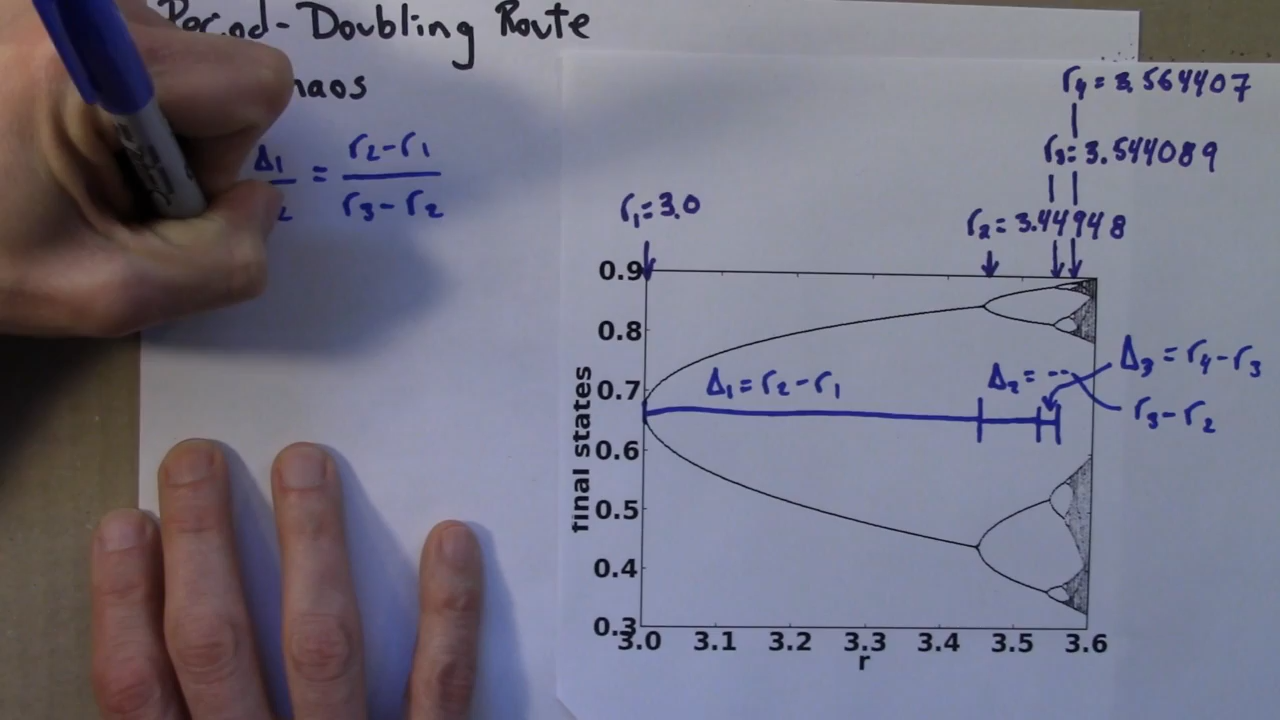 Period-Doubling Route
haos
Δ1 = r2-r1
2 r3-r2
r4=3.564407
r3=3.544089
r1=3.0
r2=3.44948
0.9
0.8
0.7
0.6
0.5
0.4
0.3
final states
Δ1=r2-r1
Δ2=--
Δ3=r4-r3
r3-r2
3.0 3.1 3.2 3.3 3.4 3.5 3.6
r